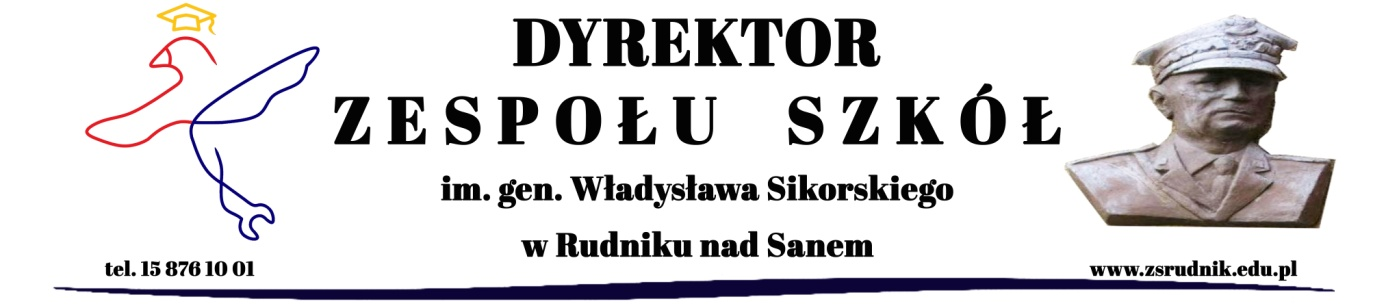 DYREKTOR
ZESPOŁU SZKÓŁ
im. gen. Władysława Sikorskiego
w Rudniku nad Sanem
tel. 15 876 10 01
www.zsrudnik.edu.pl